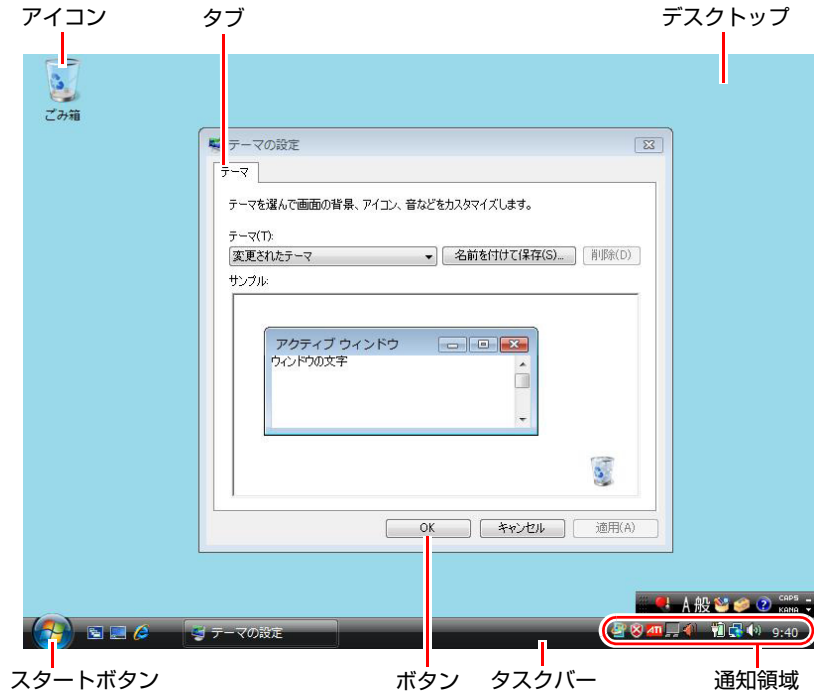 アイコン
タブ
デスクトップ
ごみ箱
テーマの設定
テーマ
テーマを選んで画面の背景、アイコン、音などをカスタマイズします。
テーマ(T):
変更されたテーマ
名前を付けて保存(S)...
削除(D)
サンプル:
アクティブ ウィンドウ
ウィンドウの文字
OK
キャンセル
適用(A)
A 般
CAPS
KANA
テーマの設定
ATI
9:40
スタートボタン
ボタン
タスクバー
通知領域